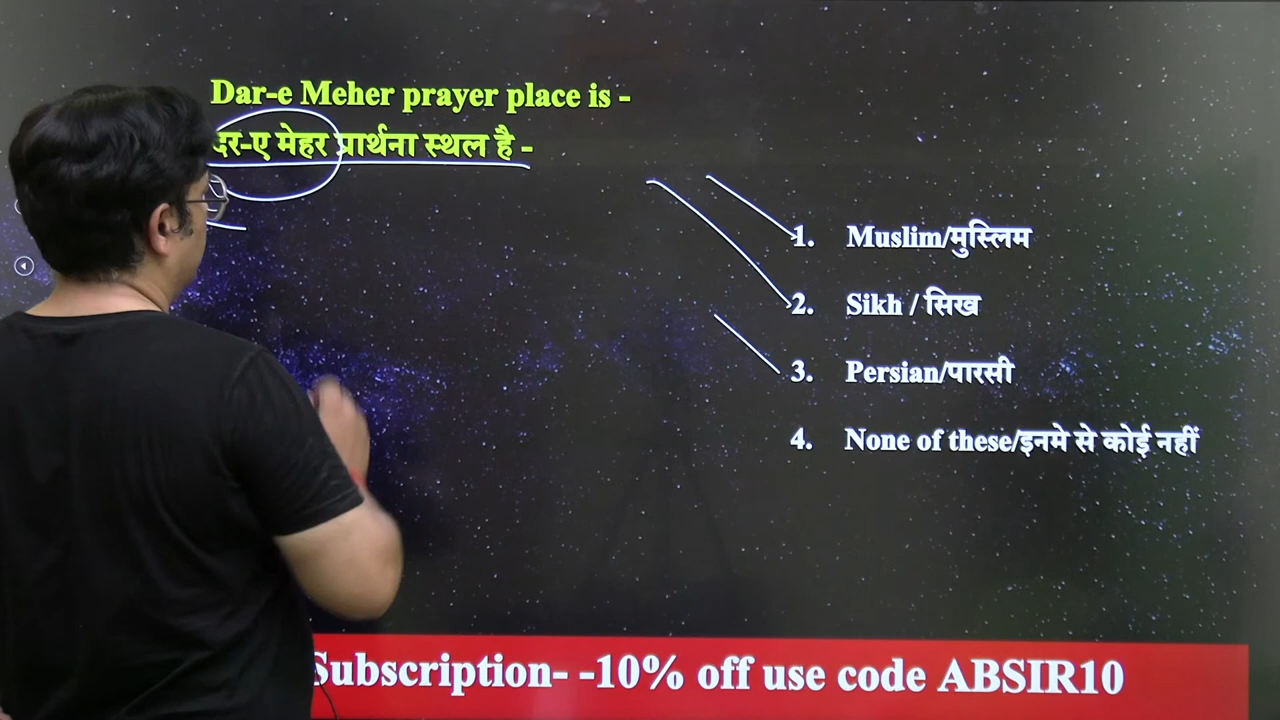 Dar-e Meher prayer place is -
दर-ए मेहर प्रार्थना स्थल है -
1. Muslim/मुस्लिम
2. Sikh / सिख
3. Persian/पारसी
4. None of these/इनमे से कोई नहीं
Subscription- -10% off use code ABSIR10